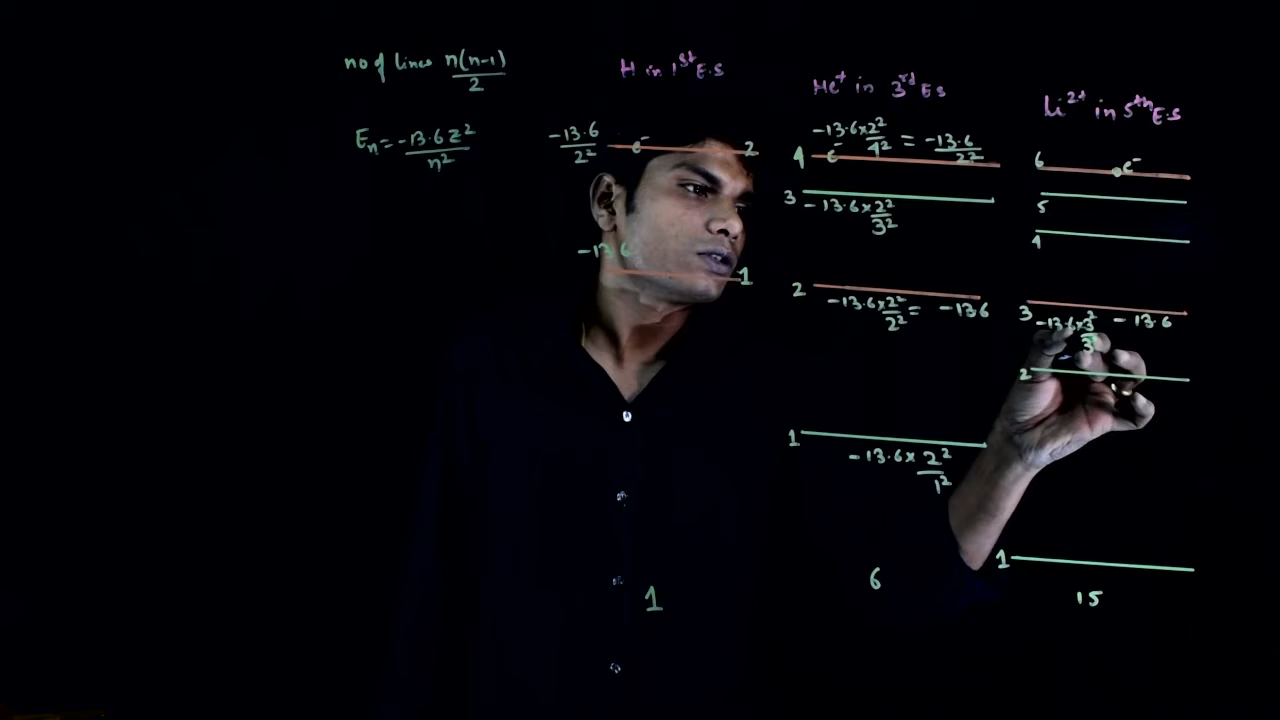 no of lines n(n-1)/2
En = -13.6 Z²/n²
H in 1st E.S
-13.6/2² e⁻ 2
-13.6 1
1
He⁺ in 3rd E.S
-13.6×2²/4² = -13.6/2²
4 e⁻
3
-13.6×2²/3²
2
-13.6×2²/2² = -13.6
1
-13.6×2²/1²
6
Li²⁺ in 5th E.S
6 e⁻
5
4
3
-13.6×3²/3² -13.6
2
1
15